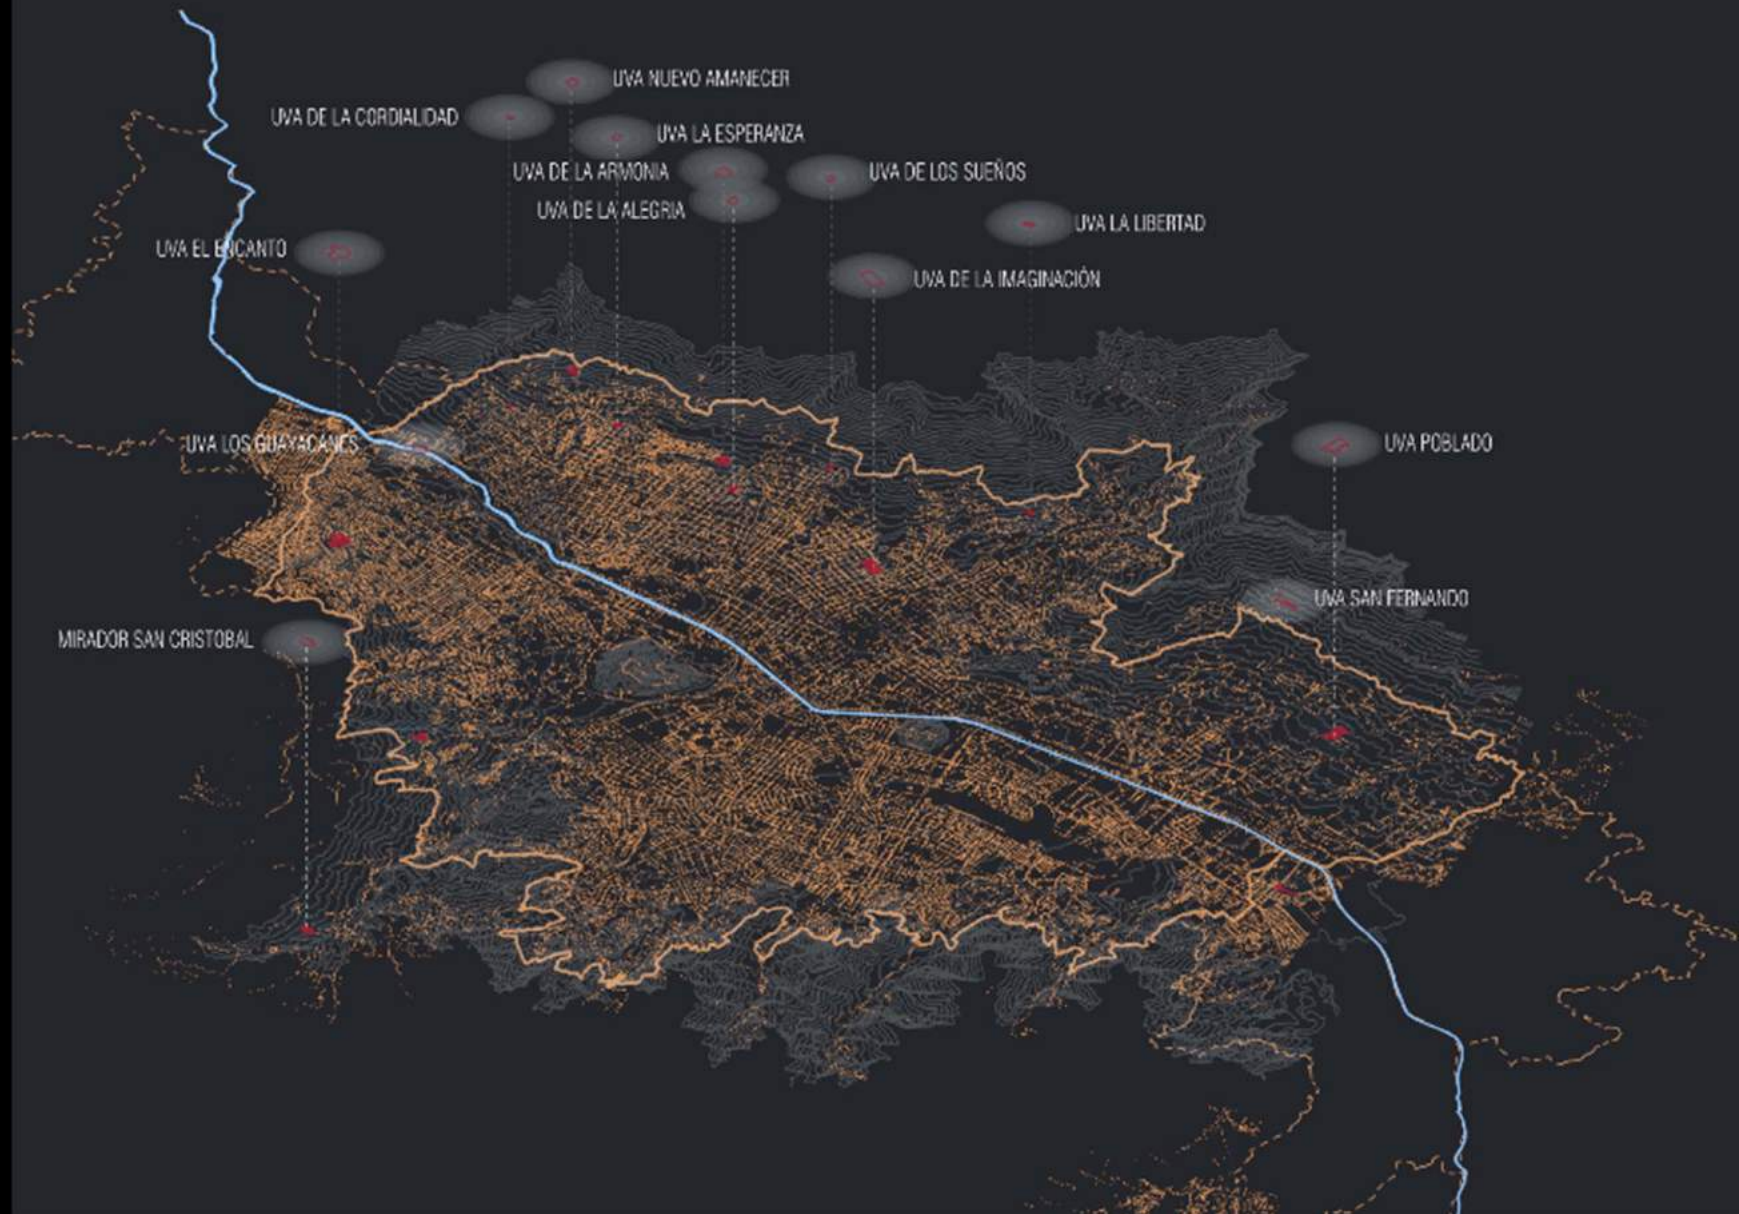 UVA NUEVO AMANECER
UVA DE LA CORDIALIDAD
UVA LA ESPERANZA
UVA DE LA ARMONIA
UVA DE LOS SUEÑOS
UVA DE LA ALEGRIA
UVA LA LIBERTAD
UVA EL ENCANTO
UVA DE LA IMAGINACIÓN
UVA LOS GUAYACANES
UVA POBLADO
UVA SAN FERNANDO
MIRADOR SAN CRISTOBAL